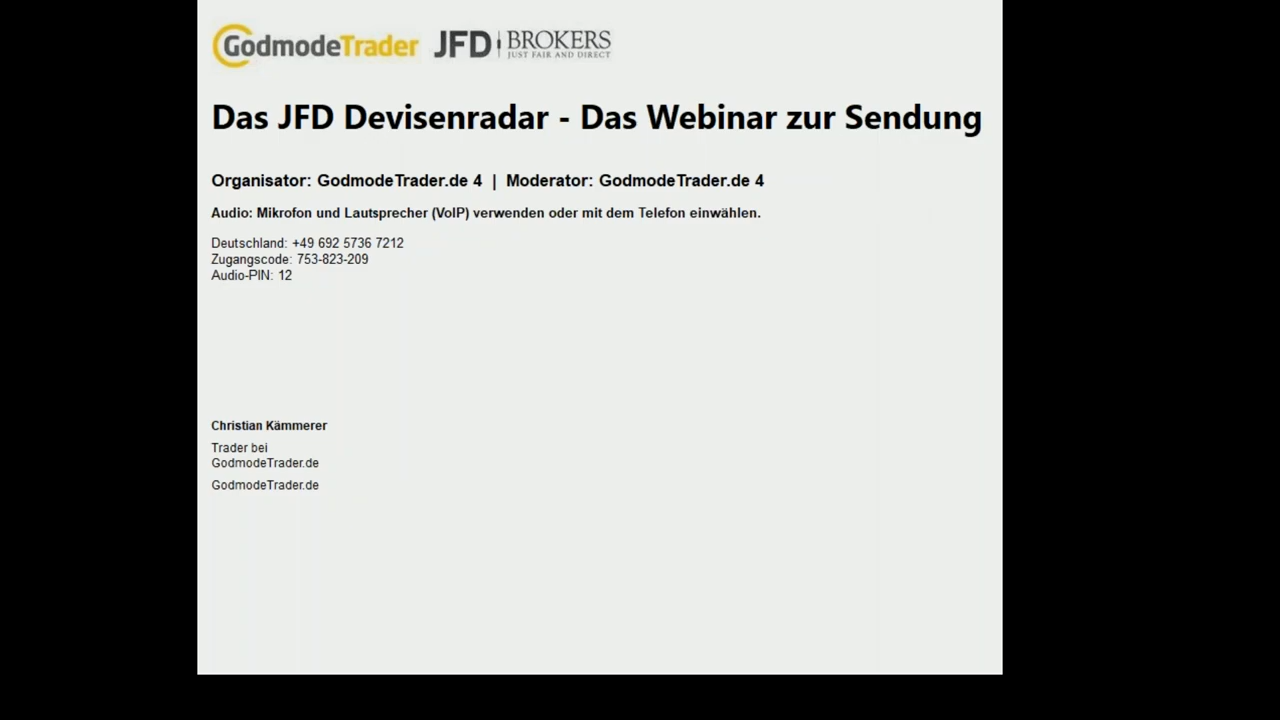 GodmodeTrader JFD BROKERS
JUST FAIR AND DIRECT
Das JFD Devisenradar - Das Webinar zur Sendung
Organisator: GodmodeTrader.de 4 | Moderator: GodmodeTrader.de 4
Audio: Mikrofon und Lautsprecher (VoIP) verwenden oder mit dem Telefon einwählen.
Deutschland: +49 692 5736 7212
Zugangscode: 753-823-209
Audio-PIN: 12
Christian Kämmerer
Trader bei
GodmodeTrader.de
GodmodeTrader.de